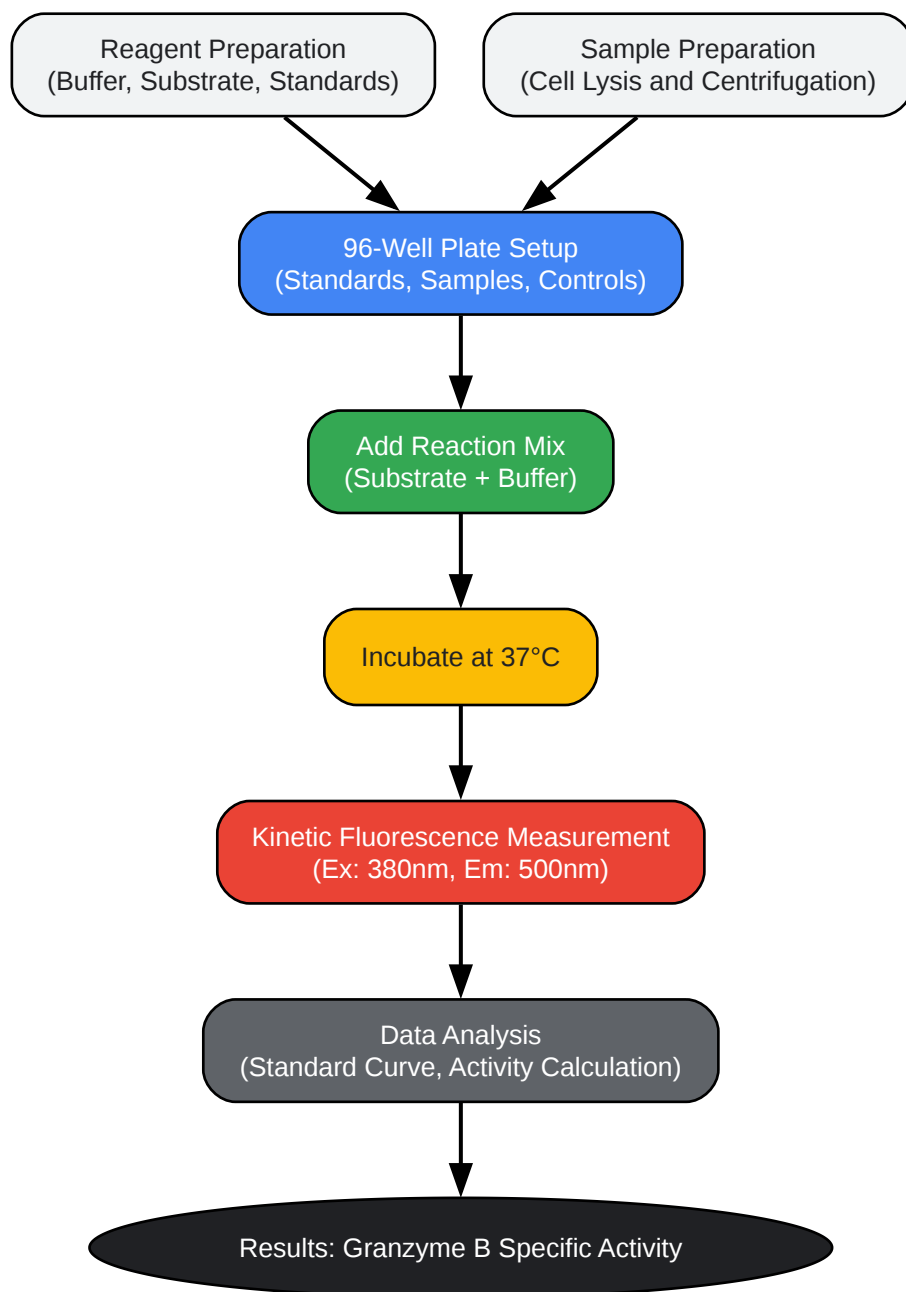 Reagent Preparation
(Buffer, Substrate, Standards)
Sample Preparation
(Cell Lysis and Centrifugation)
96-Well Plate Setup
(Standards, Samples, Controls)
Add Reaction Mix
(Substrate + Buffer)
Incubate at 37°C
Kinetic Fluorescence Measurement
(Ex: 380nm, Em: 500nm)
Data Analysis
(Standard Curve, Activity Calculation)
Results: Granzyme B Specific Activity